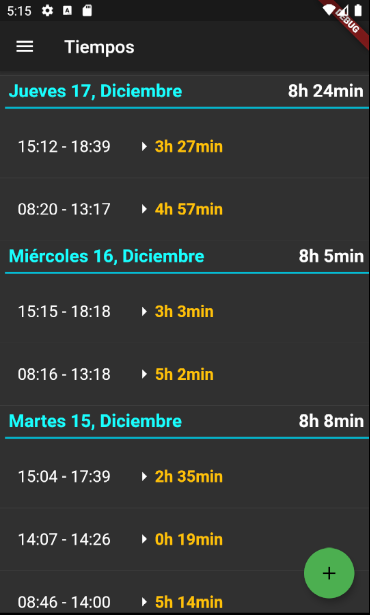 5:15
DEBUG
Tiempos
Jueves 17, Diciembre 8h 24min
15:12 - 18:39 3h 27min
08:20 - 13:17 4h 57min
Miércoles 16, Diciembre 8h 5min
15:15 - 18:18 3h 3min
08:16 - 13:18 5h 2min
Martes 15, Diciembre 8h 8min
15:04 - 17:39 2h 35min
14:07 - 14:26 0h 19min
08:46 - 14:00 5h 14min